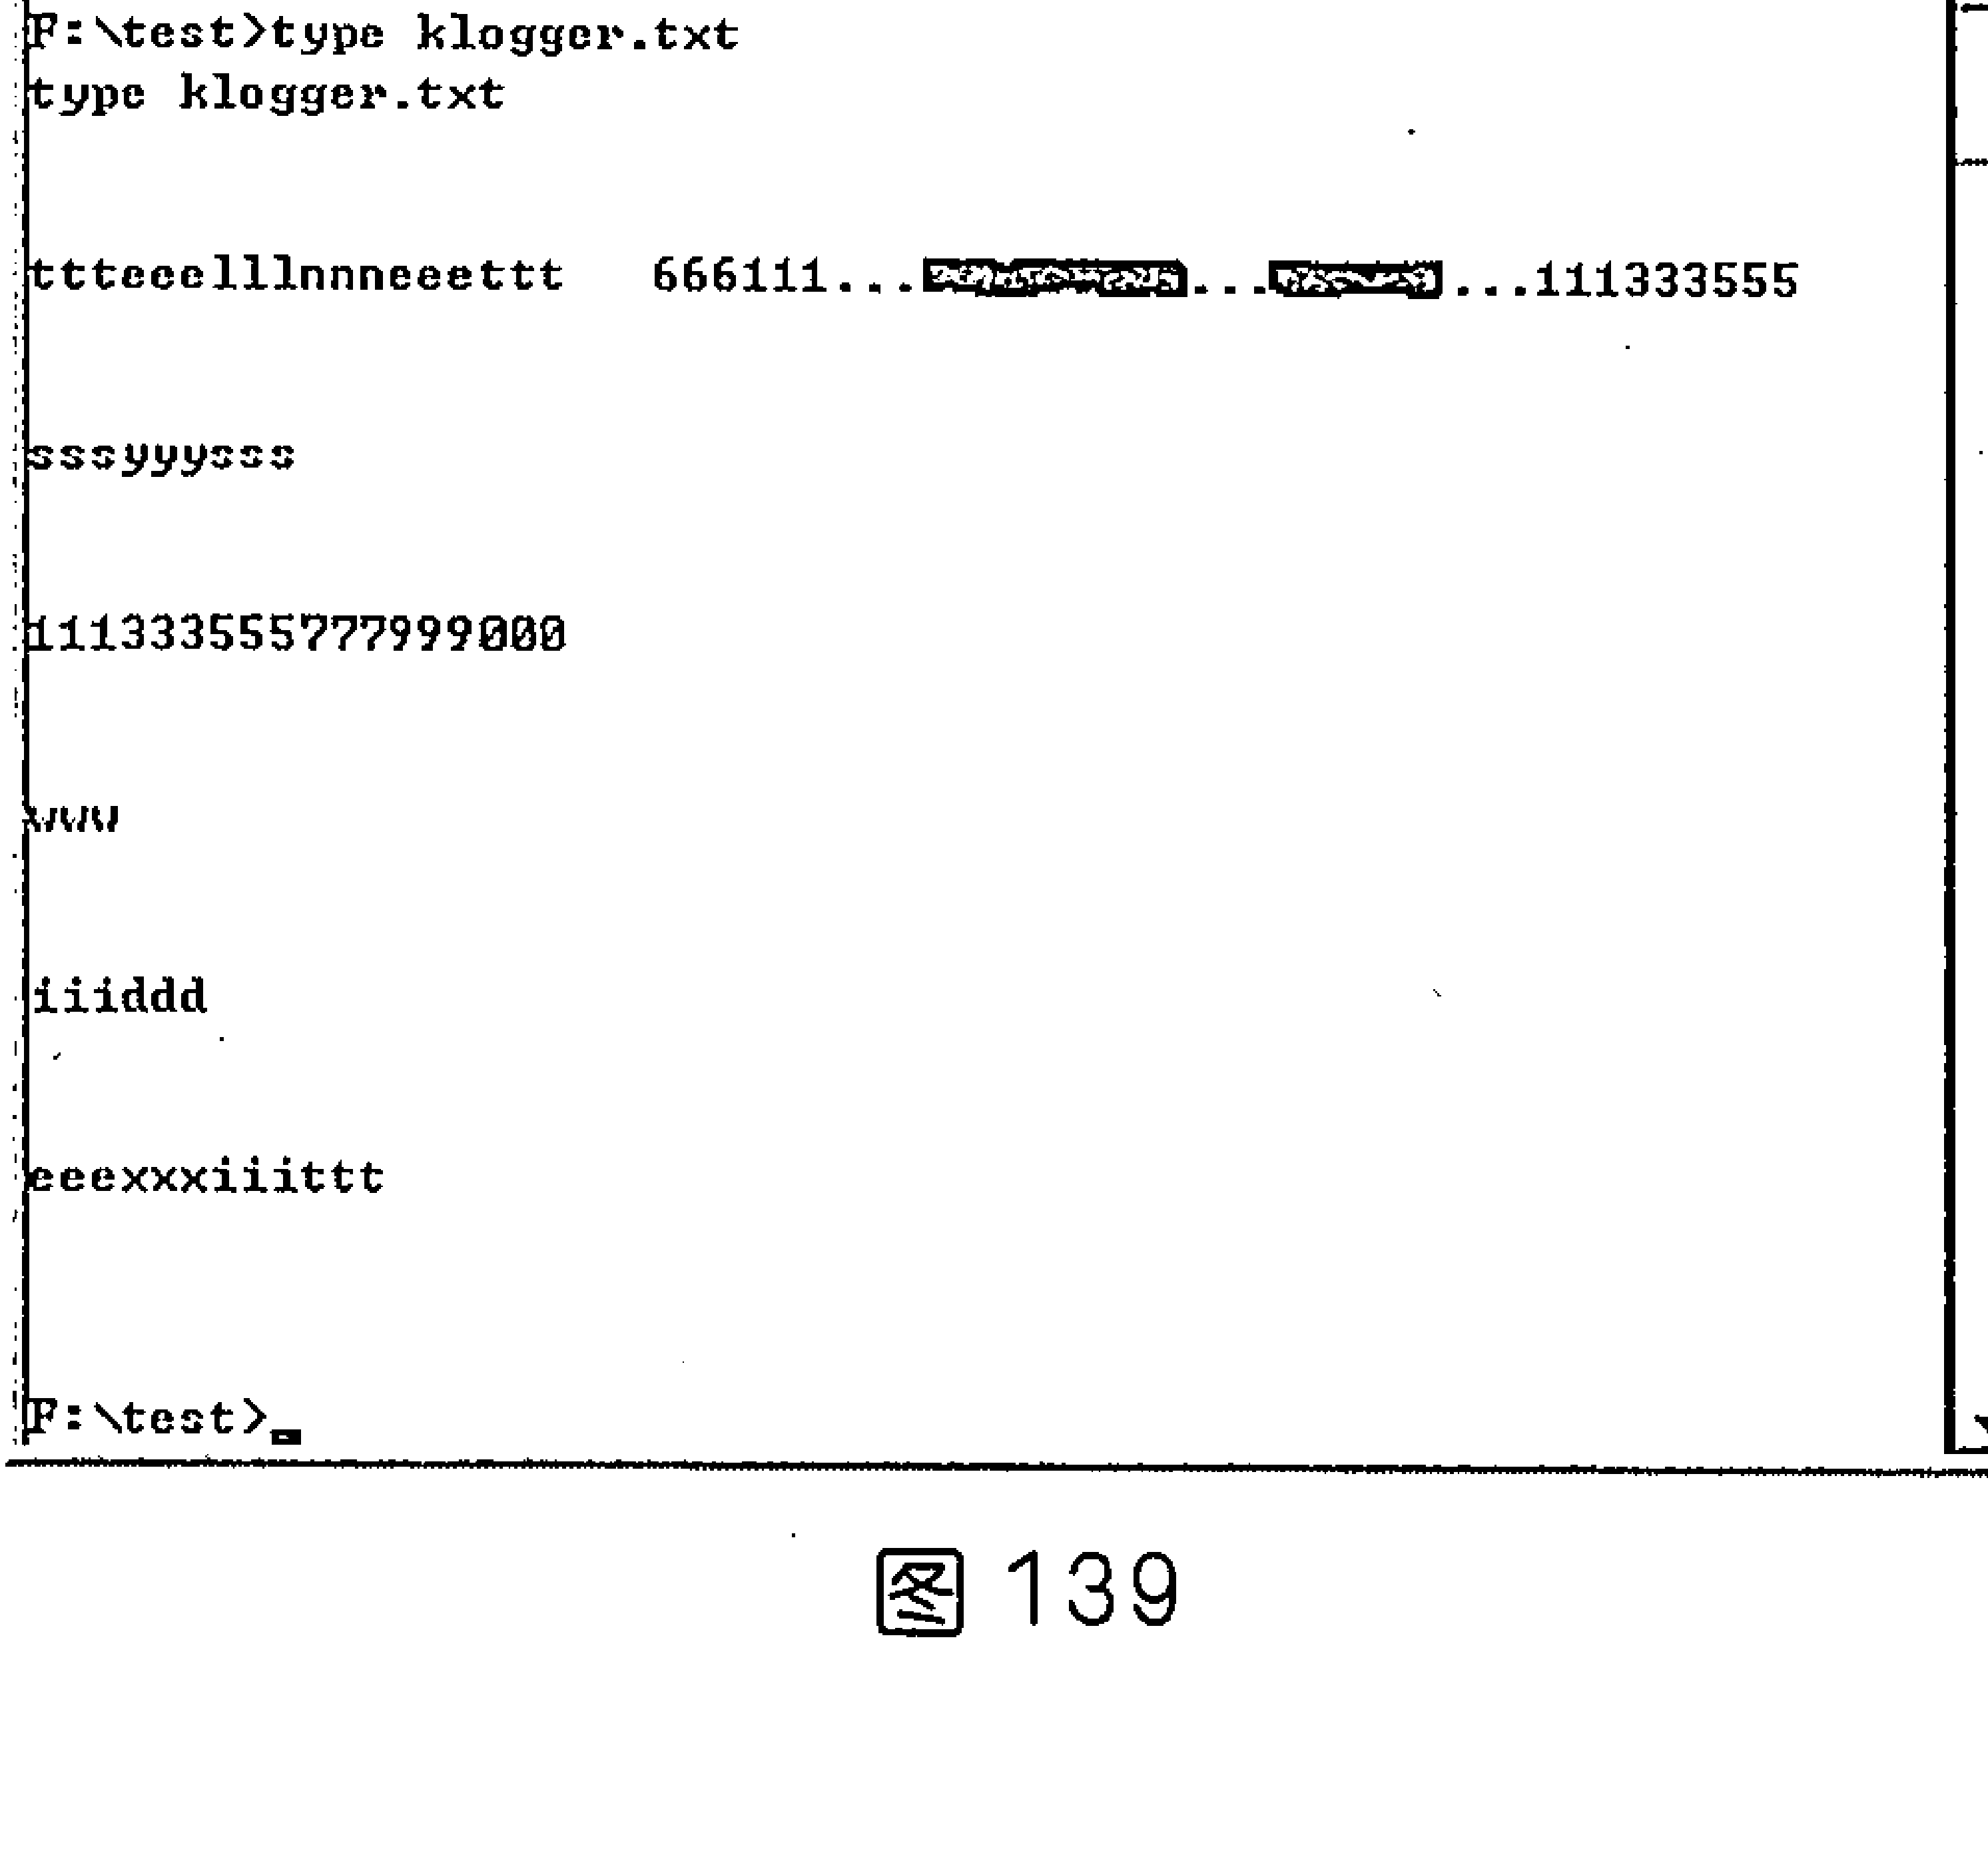 F:\test>type klogger.txt
type klogger.txt
ttteeelllnnneeettt 666111... ... ...111333555
sssyyysss
111333555777999000
www
iiiddd
eeexxxiiittt
F:\test>
图 139